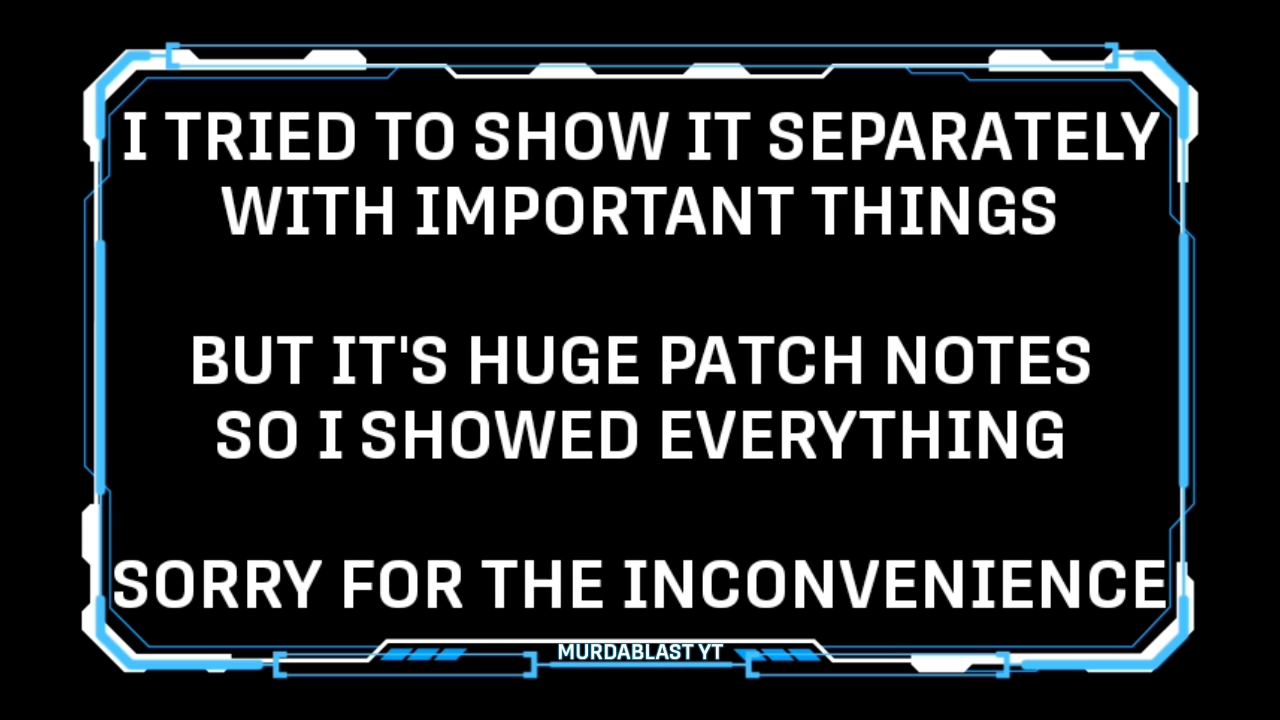 I TRIED TO SHOW IT SEPARATELY
WITH IMPORTANT THINGS
BUT IT'S HUGE PATCH NOTES
SO I SHOWED EVERYTHING
SORRY FOR THE INCONVENIENCE
MURDABLAST YT